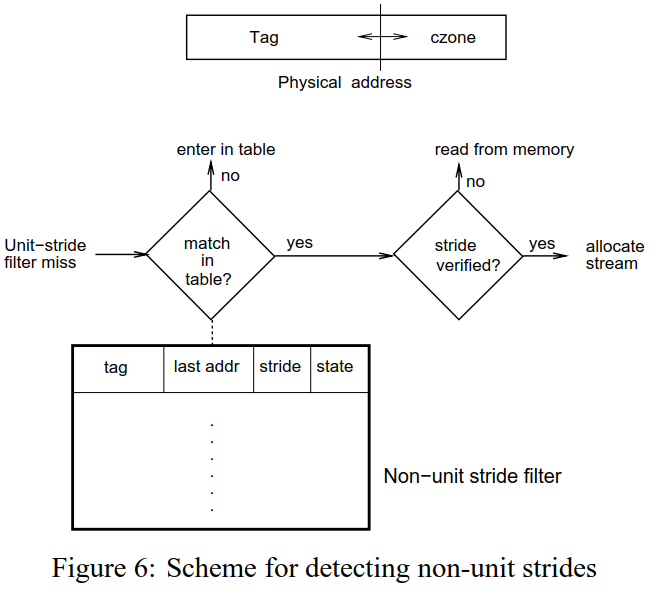 Tag czone
Physical address
enter in table
read from memory
no
no
Unit−stride
filter miss
match
in
table?
yes
stride
verified?
yes
allocate
stream
tag last addr stride state
Non−unit stride filter
Figure 6: Scheme for detecting non-unit strides